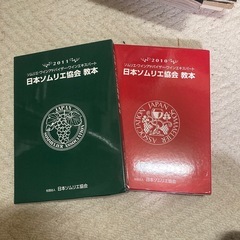 2011
ソムリエ・ワインアドバイザー・ワインエキスパート
日本ソムリエ協会 教本
JAPAN
SOMMELIER ASSOCIATION
日本ソムリエ協会
2010
ソムリエ・ワインアドバイザー・ワインエキスパート
日本ソムリエ協会 教本
JAPAN SOMMELIER ASSOCIATION
日本ソムリエ協会